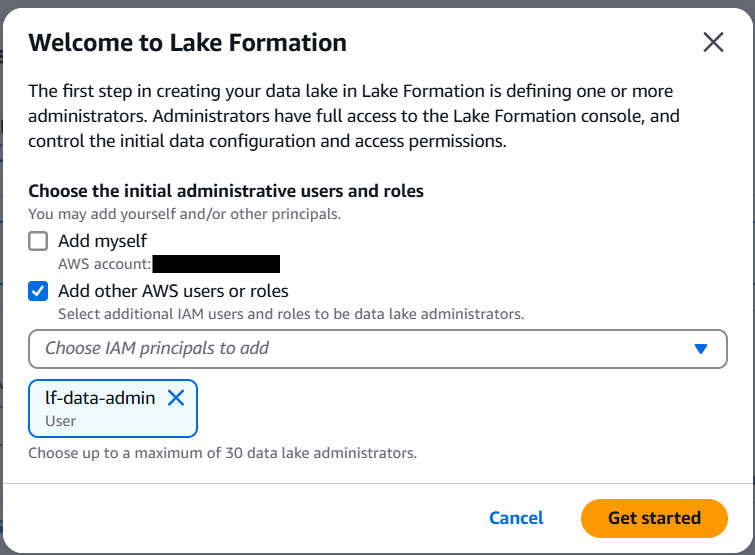 Welcome to Lake Formation
The first step in creating your data lake in Lake Formation is defining one or more
administrators. Administrators have full access to the Lake Formation console, and
control the initial data configuration and access permissions.
Choose the initial administrative users and roles
You may add yourself and/or other principals.
Add myself
AWS account:
Add other AWS users or roles
Select additional IAM users and roles to be data lake administrators.
Choose IAM principals to add
lf-data-admin
User
Choose up to a maximum of 30 data lake administrators.
Cancel
Get started